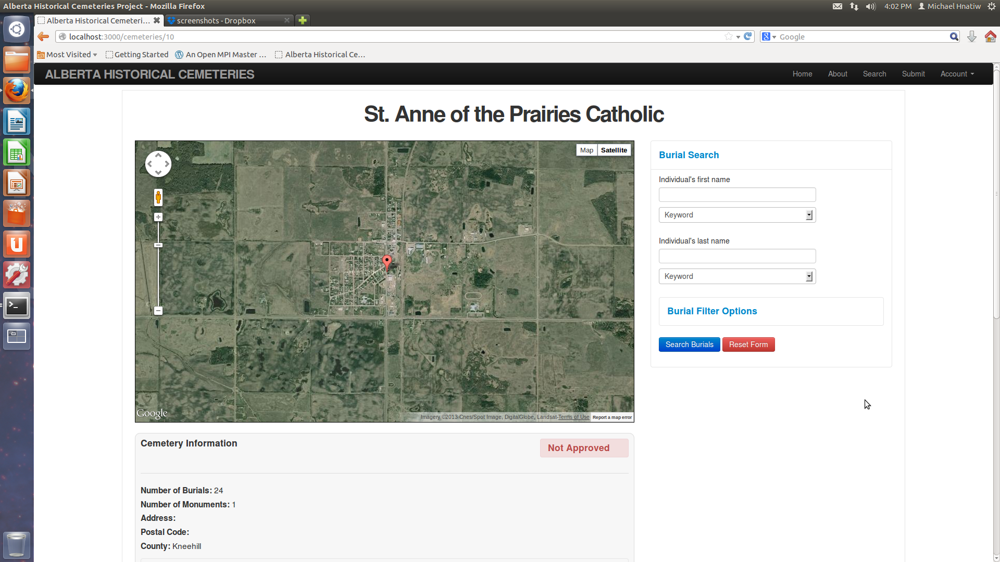 Alberta Historical Cemeteries Project - Mozilla Firefox
4:02 PM Michael Hnatiw
Alberta Historical Cemeteri...
screenshots - Dropbox
localhost:3000/cemeteries/10
Google
Most Visited
Getting Started
An Open MPI Master ...
Alberta Historical Ce...
ALBERTA HISTORICAL CEMETERIES
Home
About
Search
Submit
Account
St. Anne of the Prairies Catholic
Map
Satellite
Google
Imagery ©2013 Cnes/Spot Image, DigitalGlobe, Landsat-Terms of Use
Report a map error
Burial Search
Individual's first name
Keyword
Individual's last name
Keyword
Burial Filter Options
Search Burials
Reset Form
Cemetery Information
Not Approved
Number of Burials: 24
Number of Monuments: 1
Address:
Postal Code:
County: Kneehill